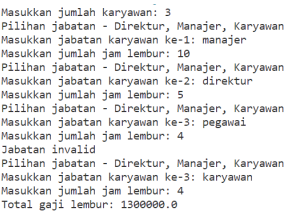 Masukkan jumlah karyawan: 3
Pilihan jabatan - Direktur, Manajer, Karyawan
Masukkan jabatan karyawan ke-1: manajer
Masukkan jumlah jam lembur: 10
Pilihan jabatan - Direktur, Manajer, Karyawan
Masukkan jabatan karyawan ke-2: direktur
Masukkan jumlah jam lembur: 5
Pilihan jabatan - Direktur, Manajer, Karyawan
Masukkan jabatan karyawan ke-3: pegawai
Masukkan jumlah jam lembur: 4
Jabatan invalid
Pilihan jabatan - Direktur, Manajer, Karyawan
Masukkan jabatan karyawan ke-3: karyawan
Masukkan jumlah jam lembur: 4
Total gaji lembur: 1300000.0